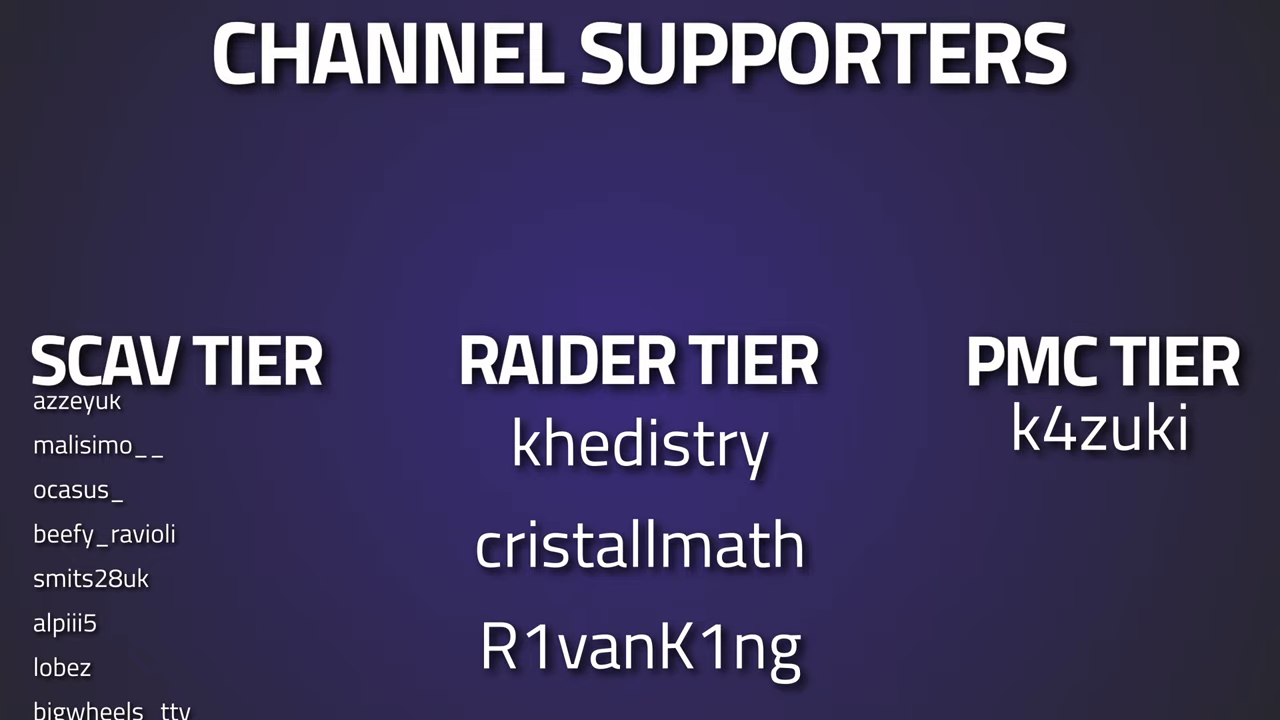 CHANNEL SUPPORTERS
SCAV TIER
azzeyuk
malisimo__
ocasus_
beefy_ravioli
smits28uk
alpiii5
lobez
bigwheels_ttv
RAIDER TIER
khedistry
cristallmath
R1vanK1ng
PMC TIER
k4zuki